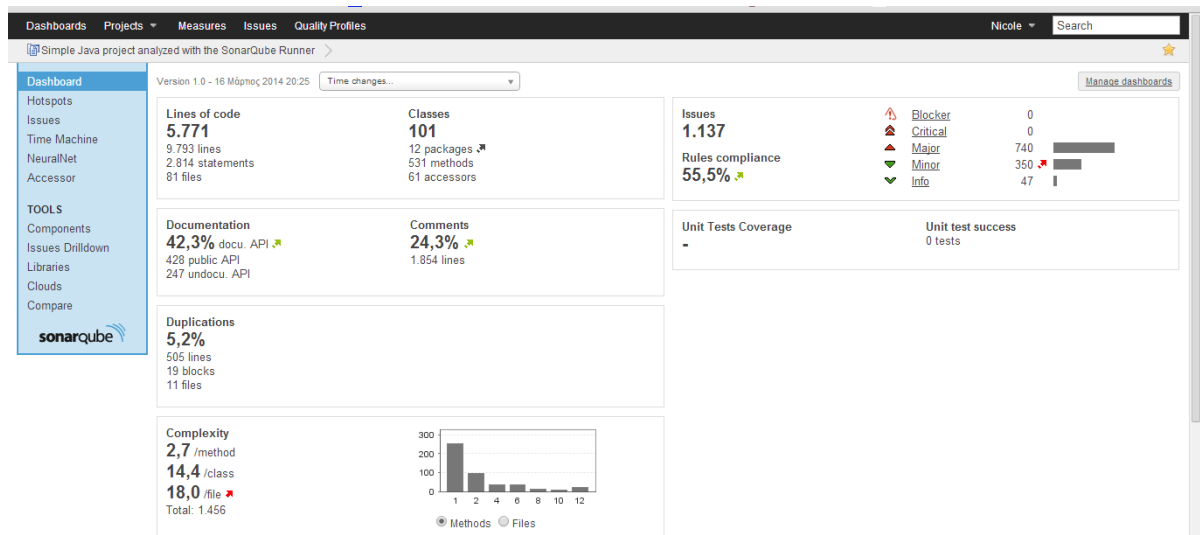 Dashboards Projects Measures Issues Quality Profiles Nicole Search
Simple Java project analyzed with the SonarQube Runner
Dashboard
Hotspots
Issues
Time Machine
NeuralNet
Accessor
TOOLS
Components
Issues Drilldown
Libraries
Clouds
Compare
sonarqube
Version 1.0 - 16 Μάρτιος 2014 20:25 Time changes... Manage dashboards
Lines of code
5.771
9.793 lines
2.814 statements
81 files
Classes
101
12 packages
531 methods
61 accessors
Documentation
42,3% docu. API
428 public API
247 undocu. API
Comments
24,3%
1.854 lines
Duplications
5,2%
505 lines
19 blocks
11 files
Complexity
2,7 /method
14,4 /class
18,0 /file
Total: 1.456
300
200
100
0
1 2 4 6 8 10 12
Methods Files
Issues
1.137
Rules compliance
55,5%
Blocker 0
Critical 0
Major 740
Minor 350
Info 47
Unit Tests Coverage
-
Unit test success
0 tests